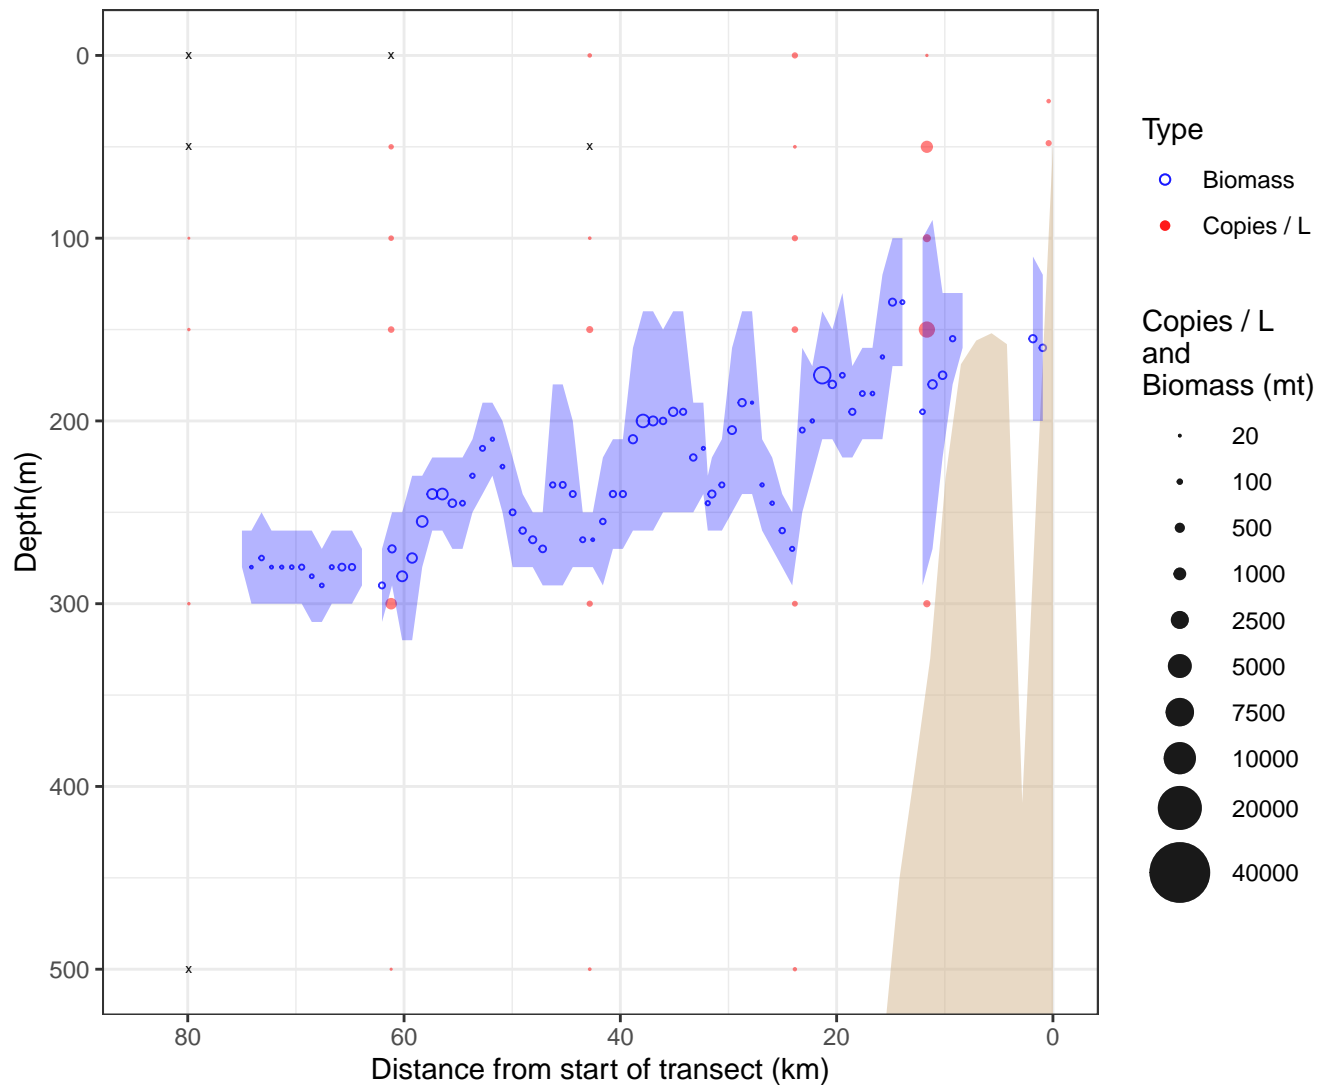 0
100
200
300
400
500
Depth(m)
x x
x x
x
80 60 40 20 0
Distance from start of transect (km)
Type
Biomass
Copies / L
Copies / L
and
Biomass (mt)
20
100
500
1000
2500
5000
7500
10000
20000
40000